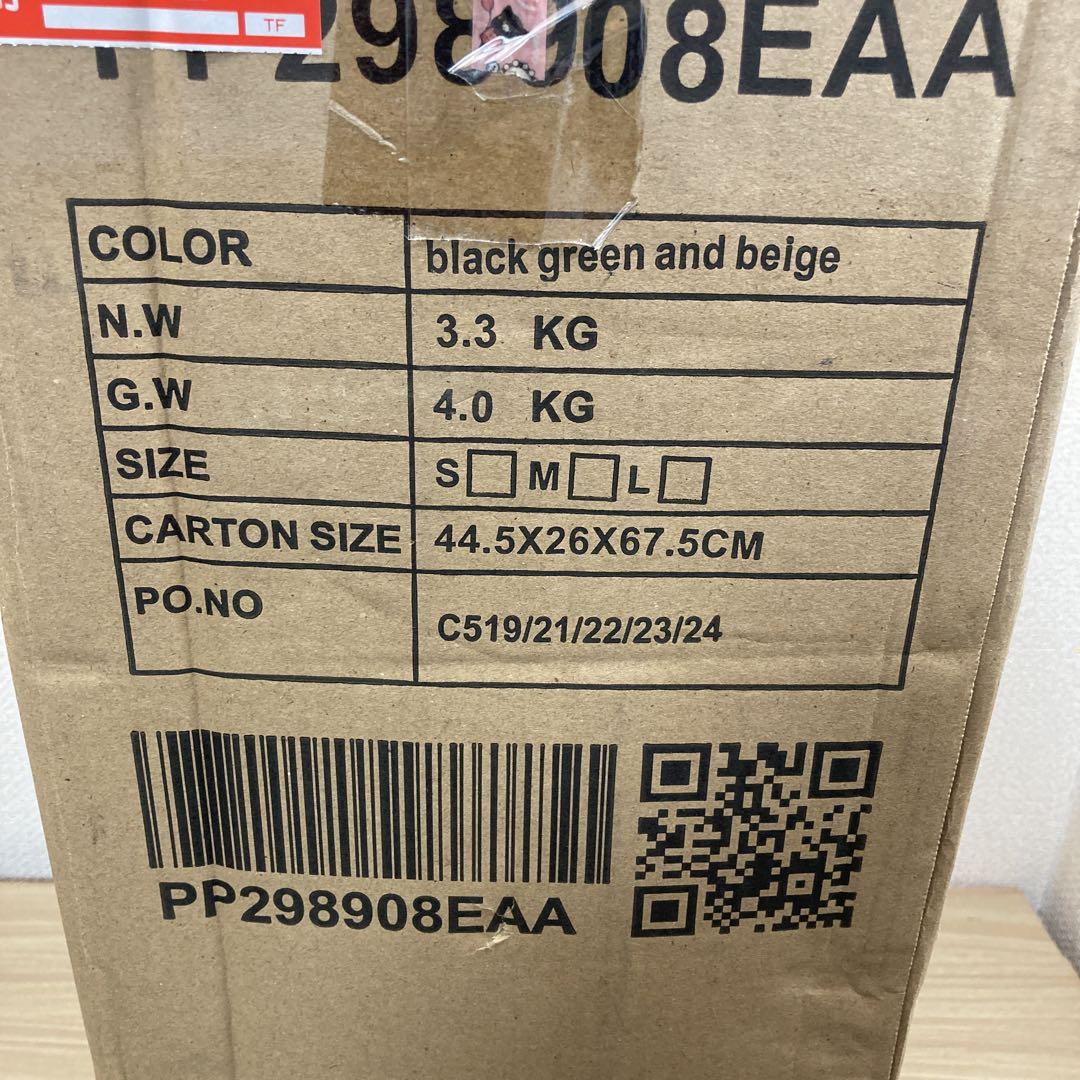 TF
PP298908EAA
COLOR black green and beige
N.W 3.3 KG
G.W 4.0 KG
SIZE S M L
CARTON SIZE 44.5X26X67.5CM
PO.NO C519/21/22/23/24
PP298908EAA